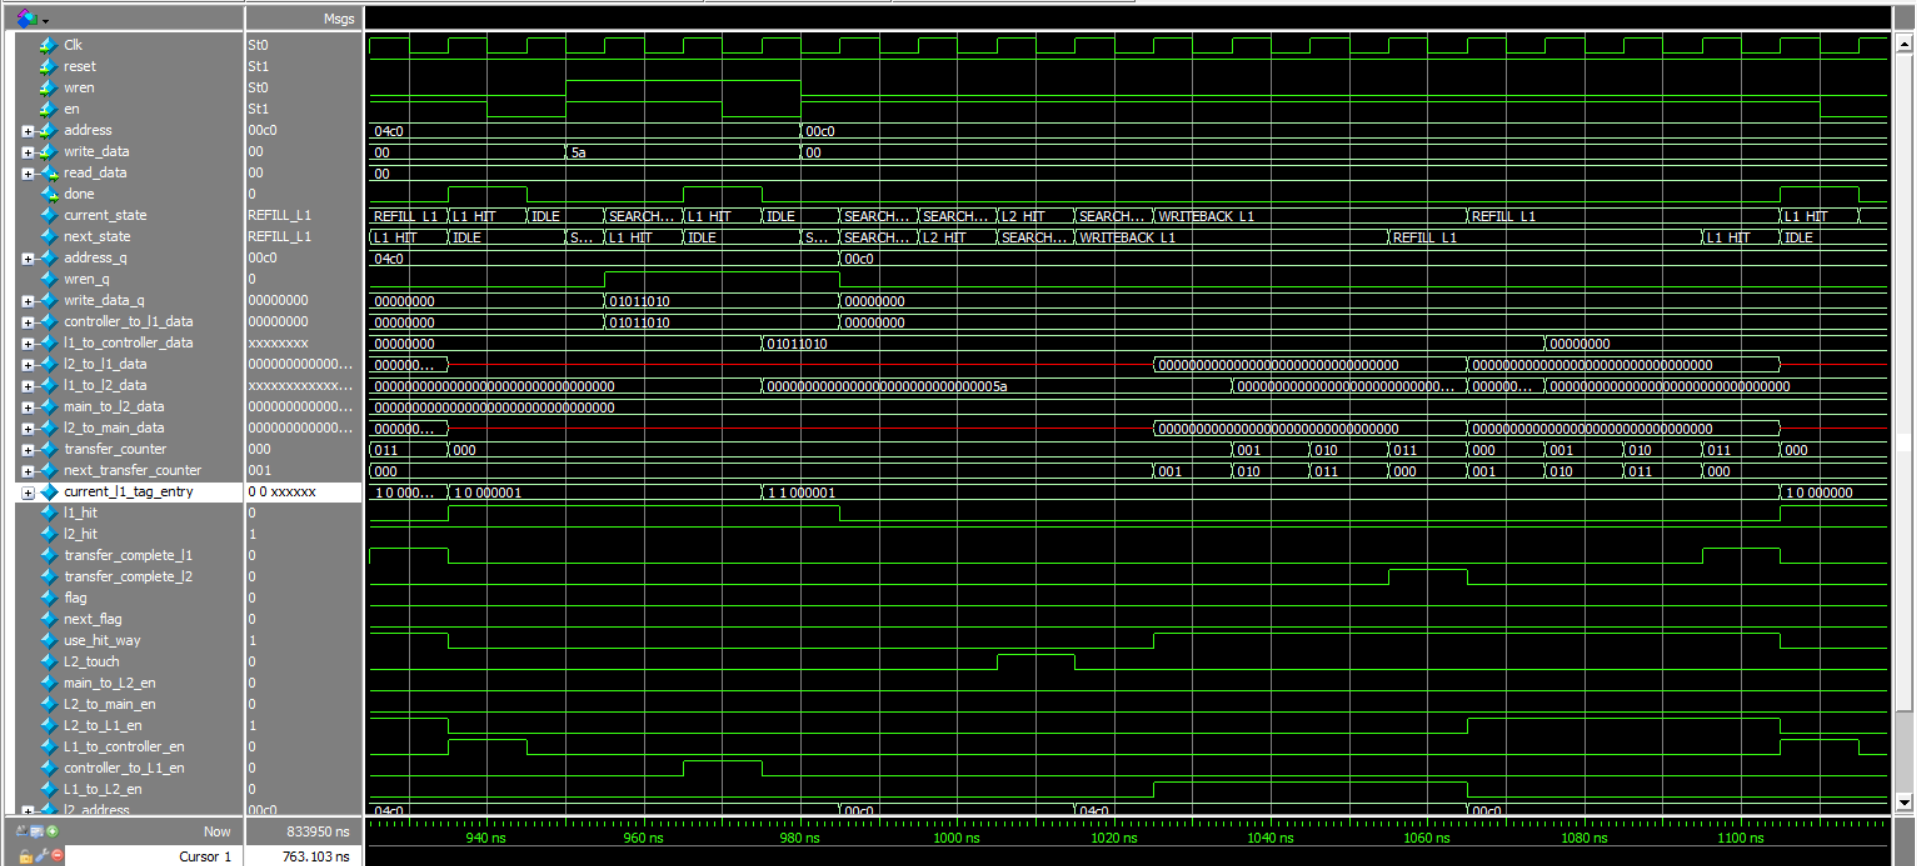 Msgs
Clk St0
reset St1
wren St0
en St1
address 00c0 04c0 00c0
write_data 00 00 5a 00
read_data 00 00
done 0
current_state REFILL_L1 REFILL L1 L1 HIT IDLE SEARCH... L1 HIT IDLE SEARCH... SEARCH... L2 HIT SEARCH... WRITEBACK L1 REFILL L1 L1 HIT
next_state REFILL_L1 L1 HIT IDLE S... L1 HIT IDLE S... SEARCH... L2 HIT SEARCH... WRITEBACK L1 REFILL L1 L1 HIT IDLE
address_q 00c0 04c0 00c0
wren_q 0
write_data_q 00000000 00000000 01011010 00000000
controller_to_l1_data 00000000 00000000 01011010 00000000
l1_to_controller_data xxxxxxxx 00000000 01011010 00000000
l2_to_l1_data 000000000000... 000000... 00000000000000000000000000000000 00000000000000000000000000000000
l1_to_l2_data xxxxxxxxxxxx... 00000000000000000000000000000000 0000000000000000000000000000005a 0000000000000000000000000000... 000000... 00000000000000000000000000000000
main_to_l2_data 000000000000... 00000000000000000000000000000000
l2_to_main_data 000000000000... 000000... 00000000000000000000000000000000 00000000000000000000000000000000
transfer_counter 000 011 000 001 010 011 000 001 010 011 000
next_transfer_counter 001 000 001 010 011 000 001 010 011 000
current_l1_tag_entry 0 0 xxxxxx 1 0 000... 1 0 000001 1 1 000001 1 0 000000
l1_hit 0
l2_hit 1
transfer_complete_l1 0
transfer_complete_l2 0
flag 0
next_flag 0
use_hit_way 1
L2_touch 0
main_to_L2_en 0
L2_to_main_en 0
L2_to_L1_en 1
L1_to_controller_en 0
controller_to_L1_en 0
L1_to_L2_en 0
l2_address 00c0 04c0 00c0 04c0 00c0
Now 833950 ns 940 ns 960 ns 980 ns 1000 ns 1020 ns 1040 ns 1060 ns 1080 ns 1100 ns
Cursor 1 763.103 ns